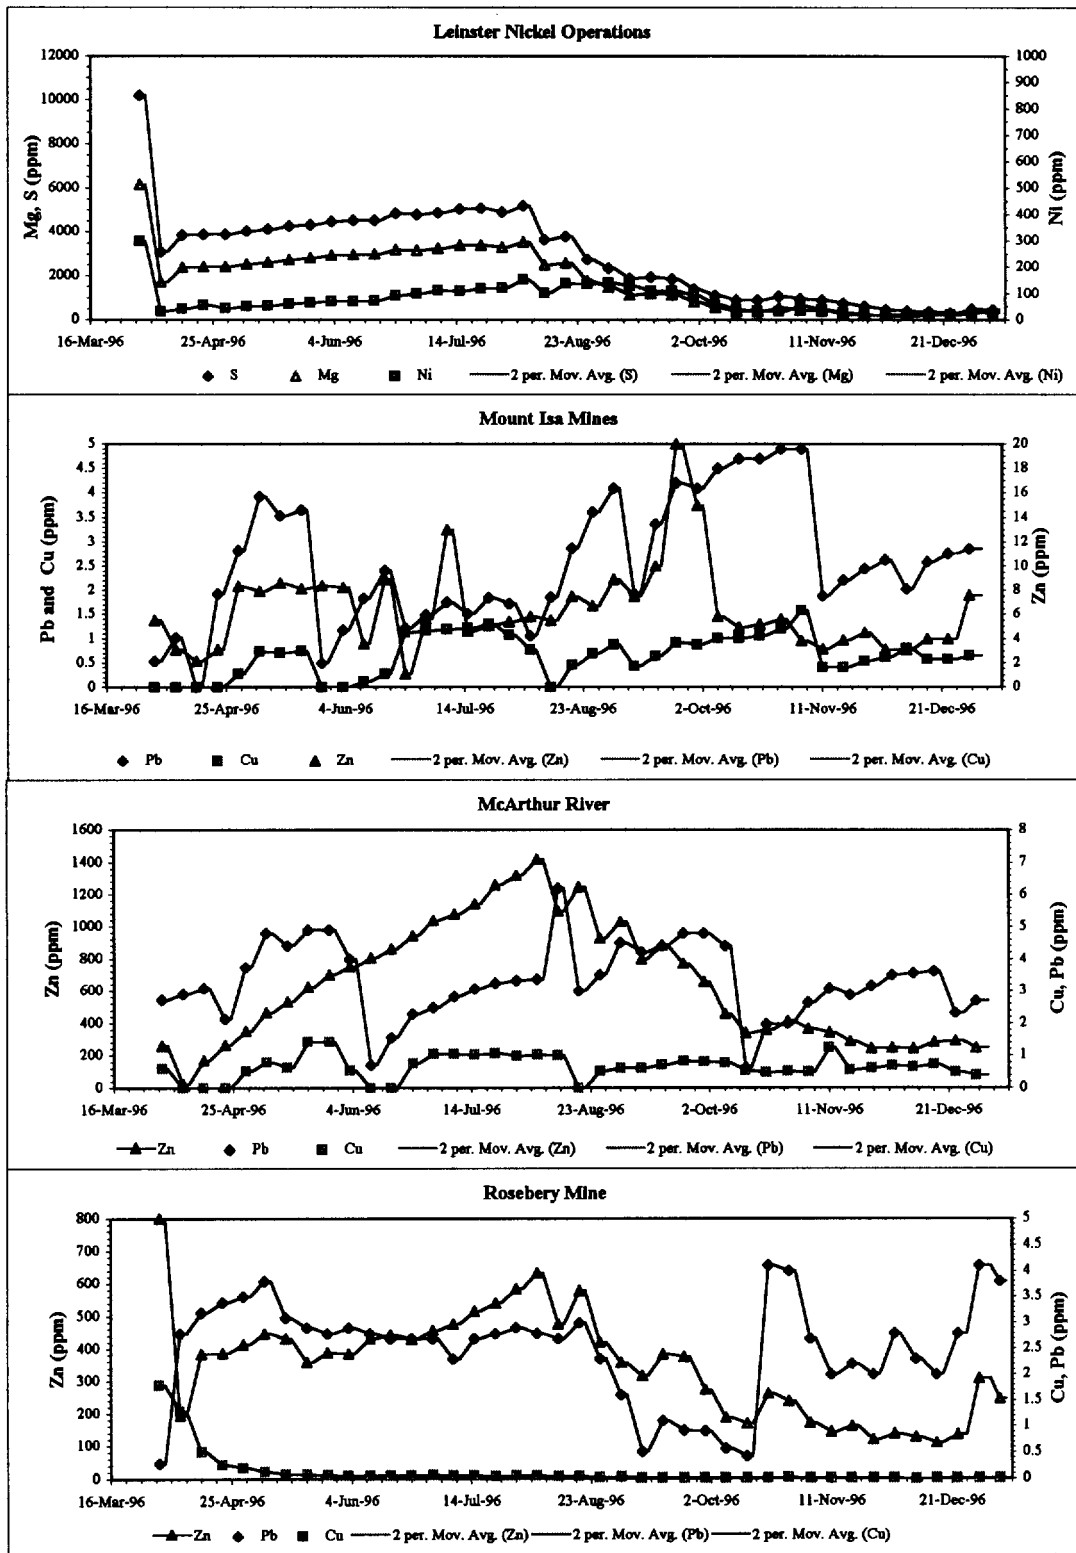 Leinster Nickel Operations
12000 1000
900
10000
800
8000 700
600
6000 500
400
4000
300
2000 200
100
0 0
Mg, S (ppm)
Ni (ppm)
16-Mar-96 25-Apr-96 4-Jun-96 14-Jul-96 23-Aug-96 2-Oct-96 11-Nov-96 21-Dec-96
S Mg Ni 2 per. Mov. Avg. (S) 2 per. Mov. Avg. (Mg) 2 per. Mov. Avg. (Ni)
Mount Isa Mines
5 20
4.5 18
4 16
3.5 14
3 12
2.5 10
2 8
1.5 6
1 4
0.5 2
0 0
Pb and Cu (ppm)
Zn (ppm)
16-Mar-96 25-Apr-96 4-Jun-96 14-Jul-96 23-Aug-96 2-Oct-96 11-Nov-96 21-Dec-96
Pb Cu Zn 2 per. Mov. Avg. (Zn) 2 per. Mov. Avg. (Pb) 2 per. Mov. Avg. (Cu)
McArthur River
1600 8
1400 7
1200 6
1000 5
800 4
600 3
400 2
200 1
0 0
Zn (ppm)
Cu, Pb (ppm)
16-Mar-96 25-Apr-96 4-Jun-96 14-Jul-96 23-Aug-96 2-Oct-96 11-Nov-96 21-Dec-96
Zn Pb Cu 2 per. Mov. Avg. (Zn) 2 per. Mov. Avg. (Pb) 2 per. Mov. Avg. (Cu)
Rosebery Mine
800 5
700 4.5
4
600 3.5
500 3
400 2.5
300 2
1.5
200 1
100 0.5
0 0
Zn (ppm)
Cu, Pb (ppm)
16-Mar-96 25-Apr-96 4-Jun-96 14-Jul-96 23-Aug-96 2-Oct-96 11-Nov-96 21-Dec-96
Zn Pb Cu 2 per. Mov. Avg. (Zn) 2 per. Mov. Avg. (Pb) 2 per. Mov. Avg. (Cu)